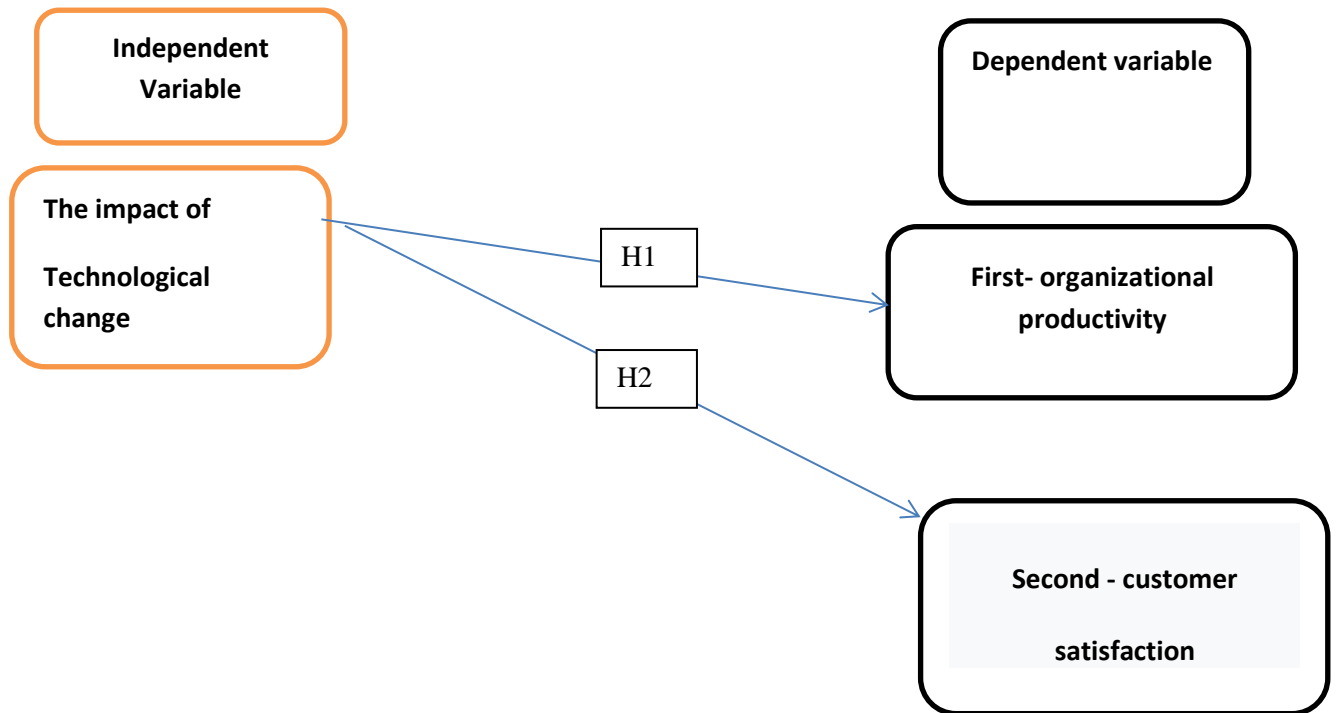 Independent
Variable
Dependent variable
The impact of
Technological
change
H1
First- organizational
productivity
H2
Second - customer
satisfaction